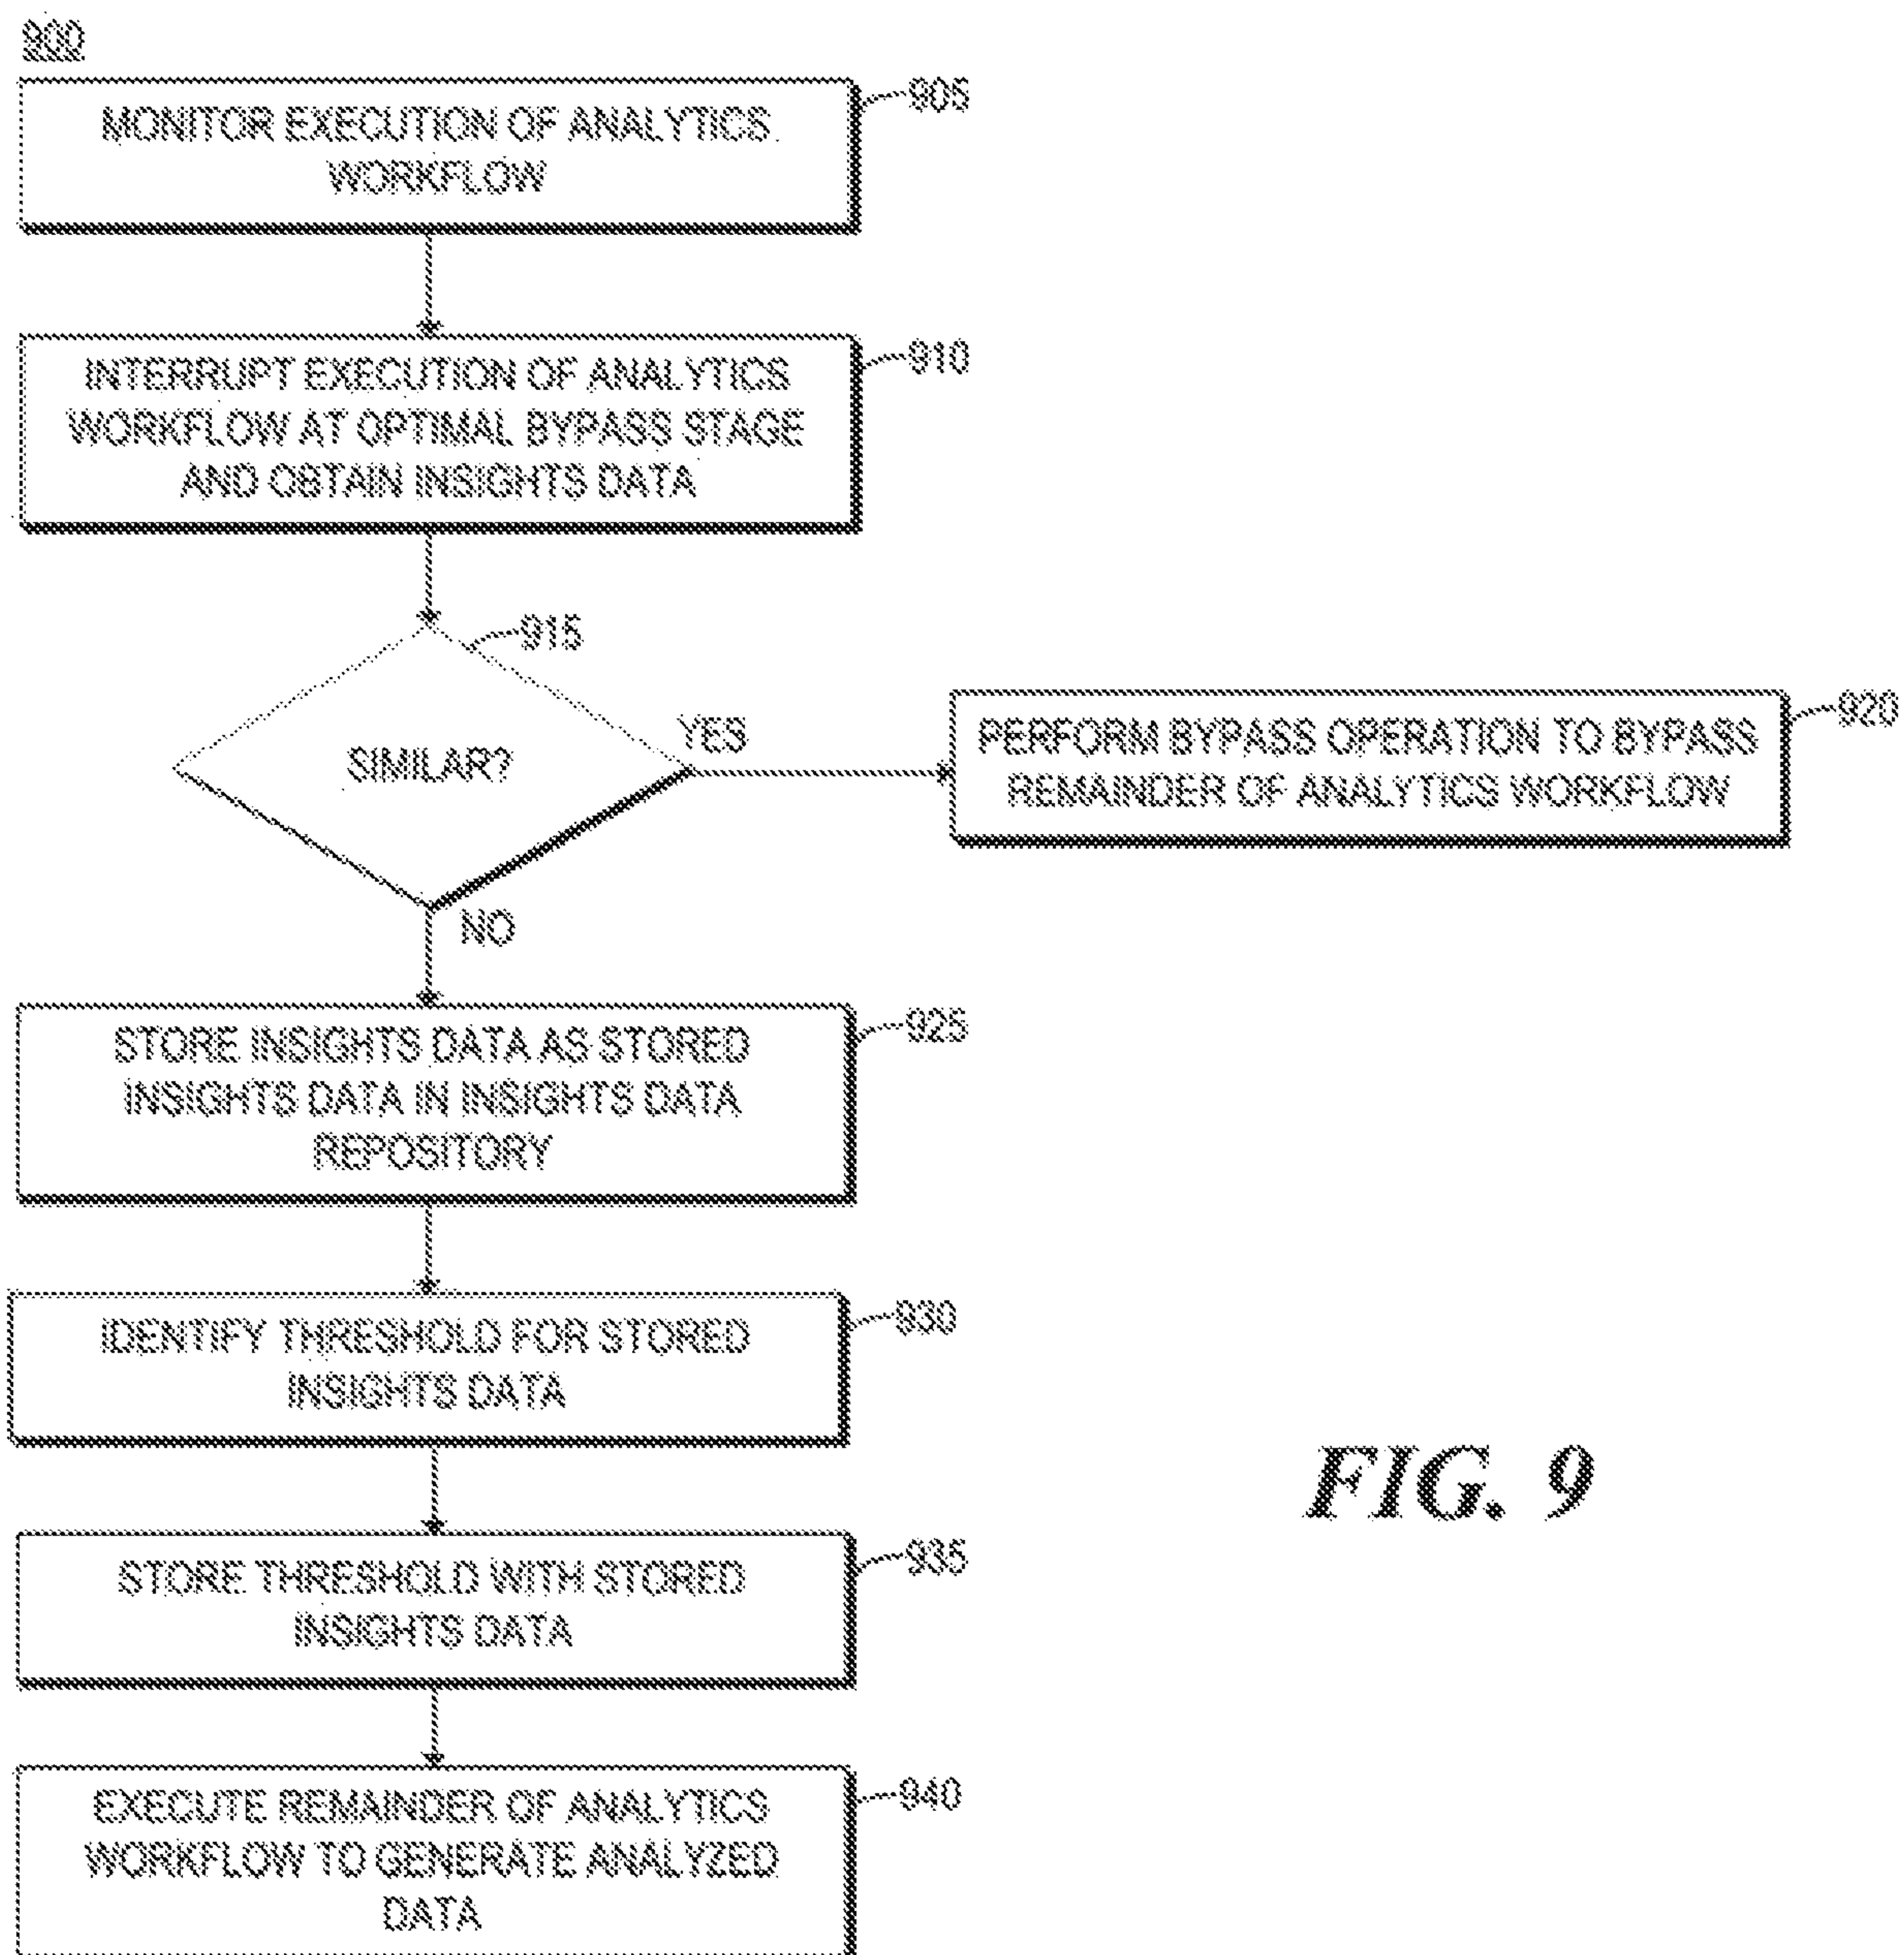 900
MONITOR EXECUTION OF ANALYTICS
WORKFLOW
905
INTERRUPT EXECUTION OF ANALYTICS
WORKFLOW AT OPTIMAL BYPASS STAGE
AND OBTAIN INSIGHTS DATA
910
915
SIMILAR?
YES
PERFORM BYPASS OPERATION TO BYPASS
REMAINDER OF ANALYTICS WORKFLOW
920
NO
STORE INSIGHTS DATA AS STORED
INSIGHTS DATA IN INSIGHTS DATA
REPOSITORY
925
IDENTIFY THRESHOLD FOR STORED
INSIGHTS DATA
930
STORE THRESHOLD WITH STORED
INSIGHTS DATA
935
EXECUTE REMAINDER OF ANALYTICS
WORKFLOW TO GENERATE ANALYZED
DATA
940
FIG. 9